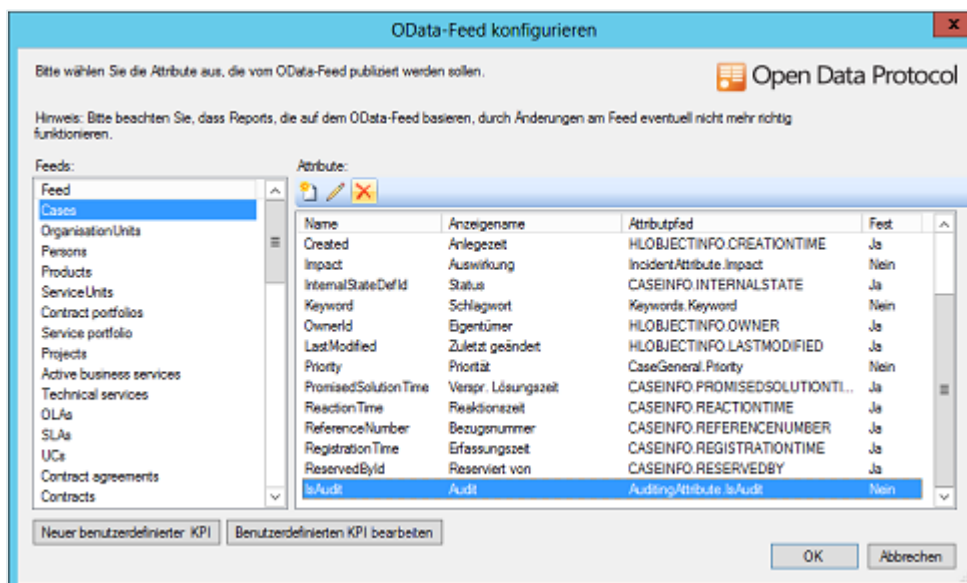 OData-Feed konfigurieren
x
Bitte wählen Sie die Attribute aus, die vom OData-Feed publiziert werden sollen.
Open Data Protocol
Hinweis: Bitte beachten Sie, dass Reports, die auf dem OData-Feed basieren, durch Änderungen am Feed eventuell nicht mehr richtig
funktionieren.
Feeds:
Feed
Cases
OrganisationUnits
Persons
Products
ServiceUnits
Contract portfolios
Service portfolio
Projects
Active business services
Technical services
OLAs
SLAs
UCs
Contract agreements
Contracts
Attribute:
Name Anzeigename Attributpfad Fest
Created Anlegezeit HLOBJECTINFO.CREATIONTIME Ja
Impact Auswirkung IncidentAttribute.Impact Nein
InternalStateDefId Status CASEINFO.INTERNALSTATE Ja
Keyword Schlagwort Keywords.Keyword Nein
OwnerId Eigentümer HLOBJECTINFO.OWNER Ja
LastModified Zuletzt geändert HLOBJECTINFO.LASTMODIFIED Ja
Priority Priorität CaseGeneral.Priority Nein
PromisedSolutionTime Verspr. Lösungszeit CASEINFO.PROMISEDSOLUTIONTI... Ja
ReactionTime Reaktionszeit CASEINFO.REACTIONTIME Ja
ReferenceNumber Bezugsnummer CASEINFO.REFERENCENUMBER Ja
RegistrationTime Erfassungszeit CASEINFO.REGISTRATIONTIME Ja
ReservedById Reserviert von CASEINFO.RESERVEDBY Ja
IsAudit Audit AuditingAttribute.IsAudit Nein
Neuer benutzerdefinierter KPI Benutzerdefinierten KPI bearbeiten
OK Abbrechen